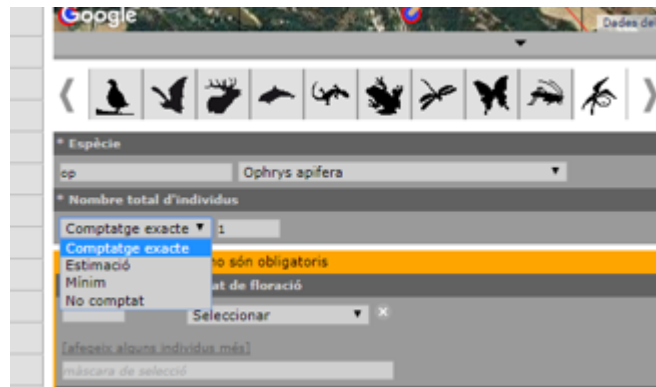 Google
Dades de
* Espècie
op Ophrys apifera
* Nombre total d'individus
Comptatge exacte 1
Comptatge exacte
Estimació no són obligatoris
Mínim at de floració
No comptat
Seleccionar
[afegeix alguns individus més]
màscara de selecció